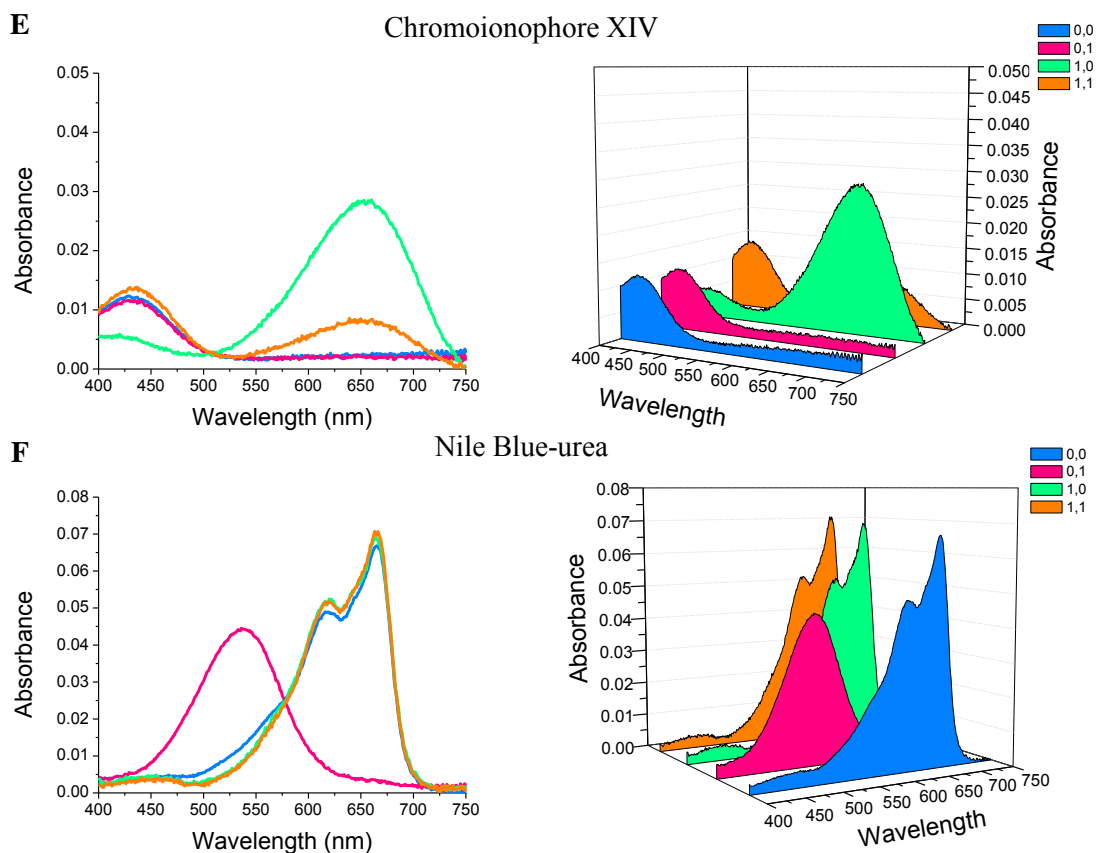 E
Chromoionophore XIV
0.05
0.04
0.03
0.02
0.01
0.00
Absorbance
400 450 500 550 600 650 700 750
Wavelength (nm)
0,0
0,1
1,0
1,1
0.050
0.045
0.040
0.035
0.030
0.025
0.020
0.015
0.010
0.005
0.000
Absorbance
400 450 500 550 600 650 700 750
Wavelength
F
Nile Blue-urea
0.08
0.07
0.06
0.05
0.04
0.03
0.02
0.01
0.00
Absorbance
400 450 500 550 600 650 700 750
Wavelength (nm)
0,0
0,1
1,0
1,1
0.08
0.07
0.06
0.05
0.04
0.03
0.02
0.01
0.00
Absorbance
400 450 500 550 600 650 700 750
Wavelength